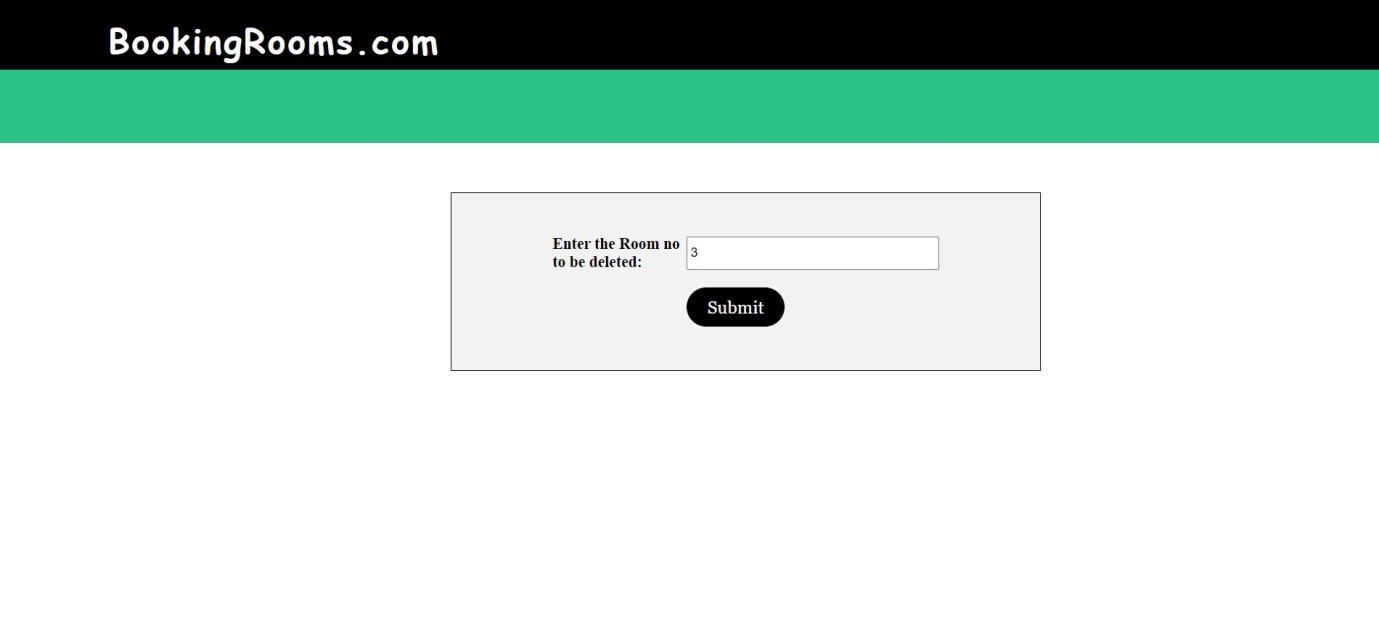 BookingRooms.com
Enter the Room no
to be deleted:
3
Submit